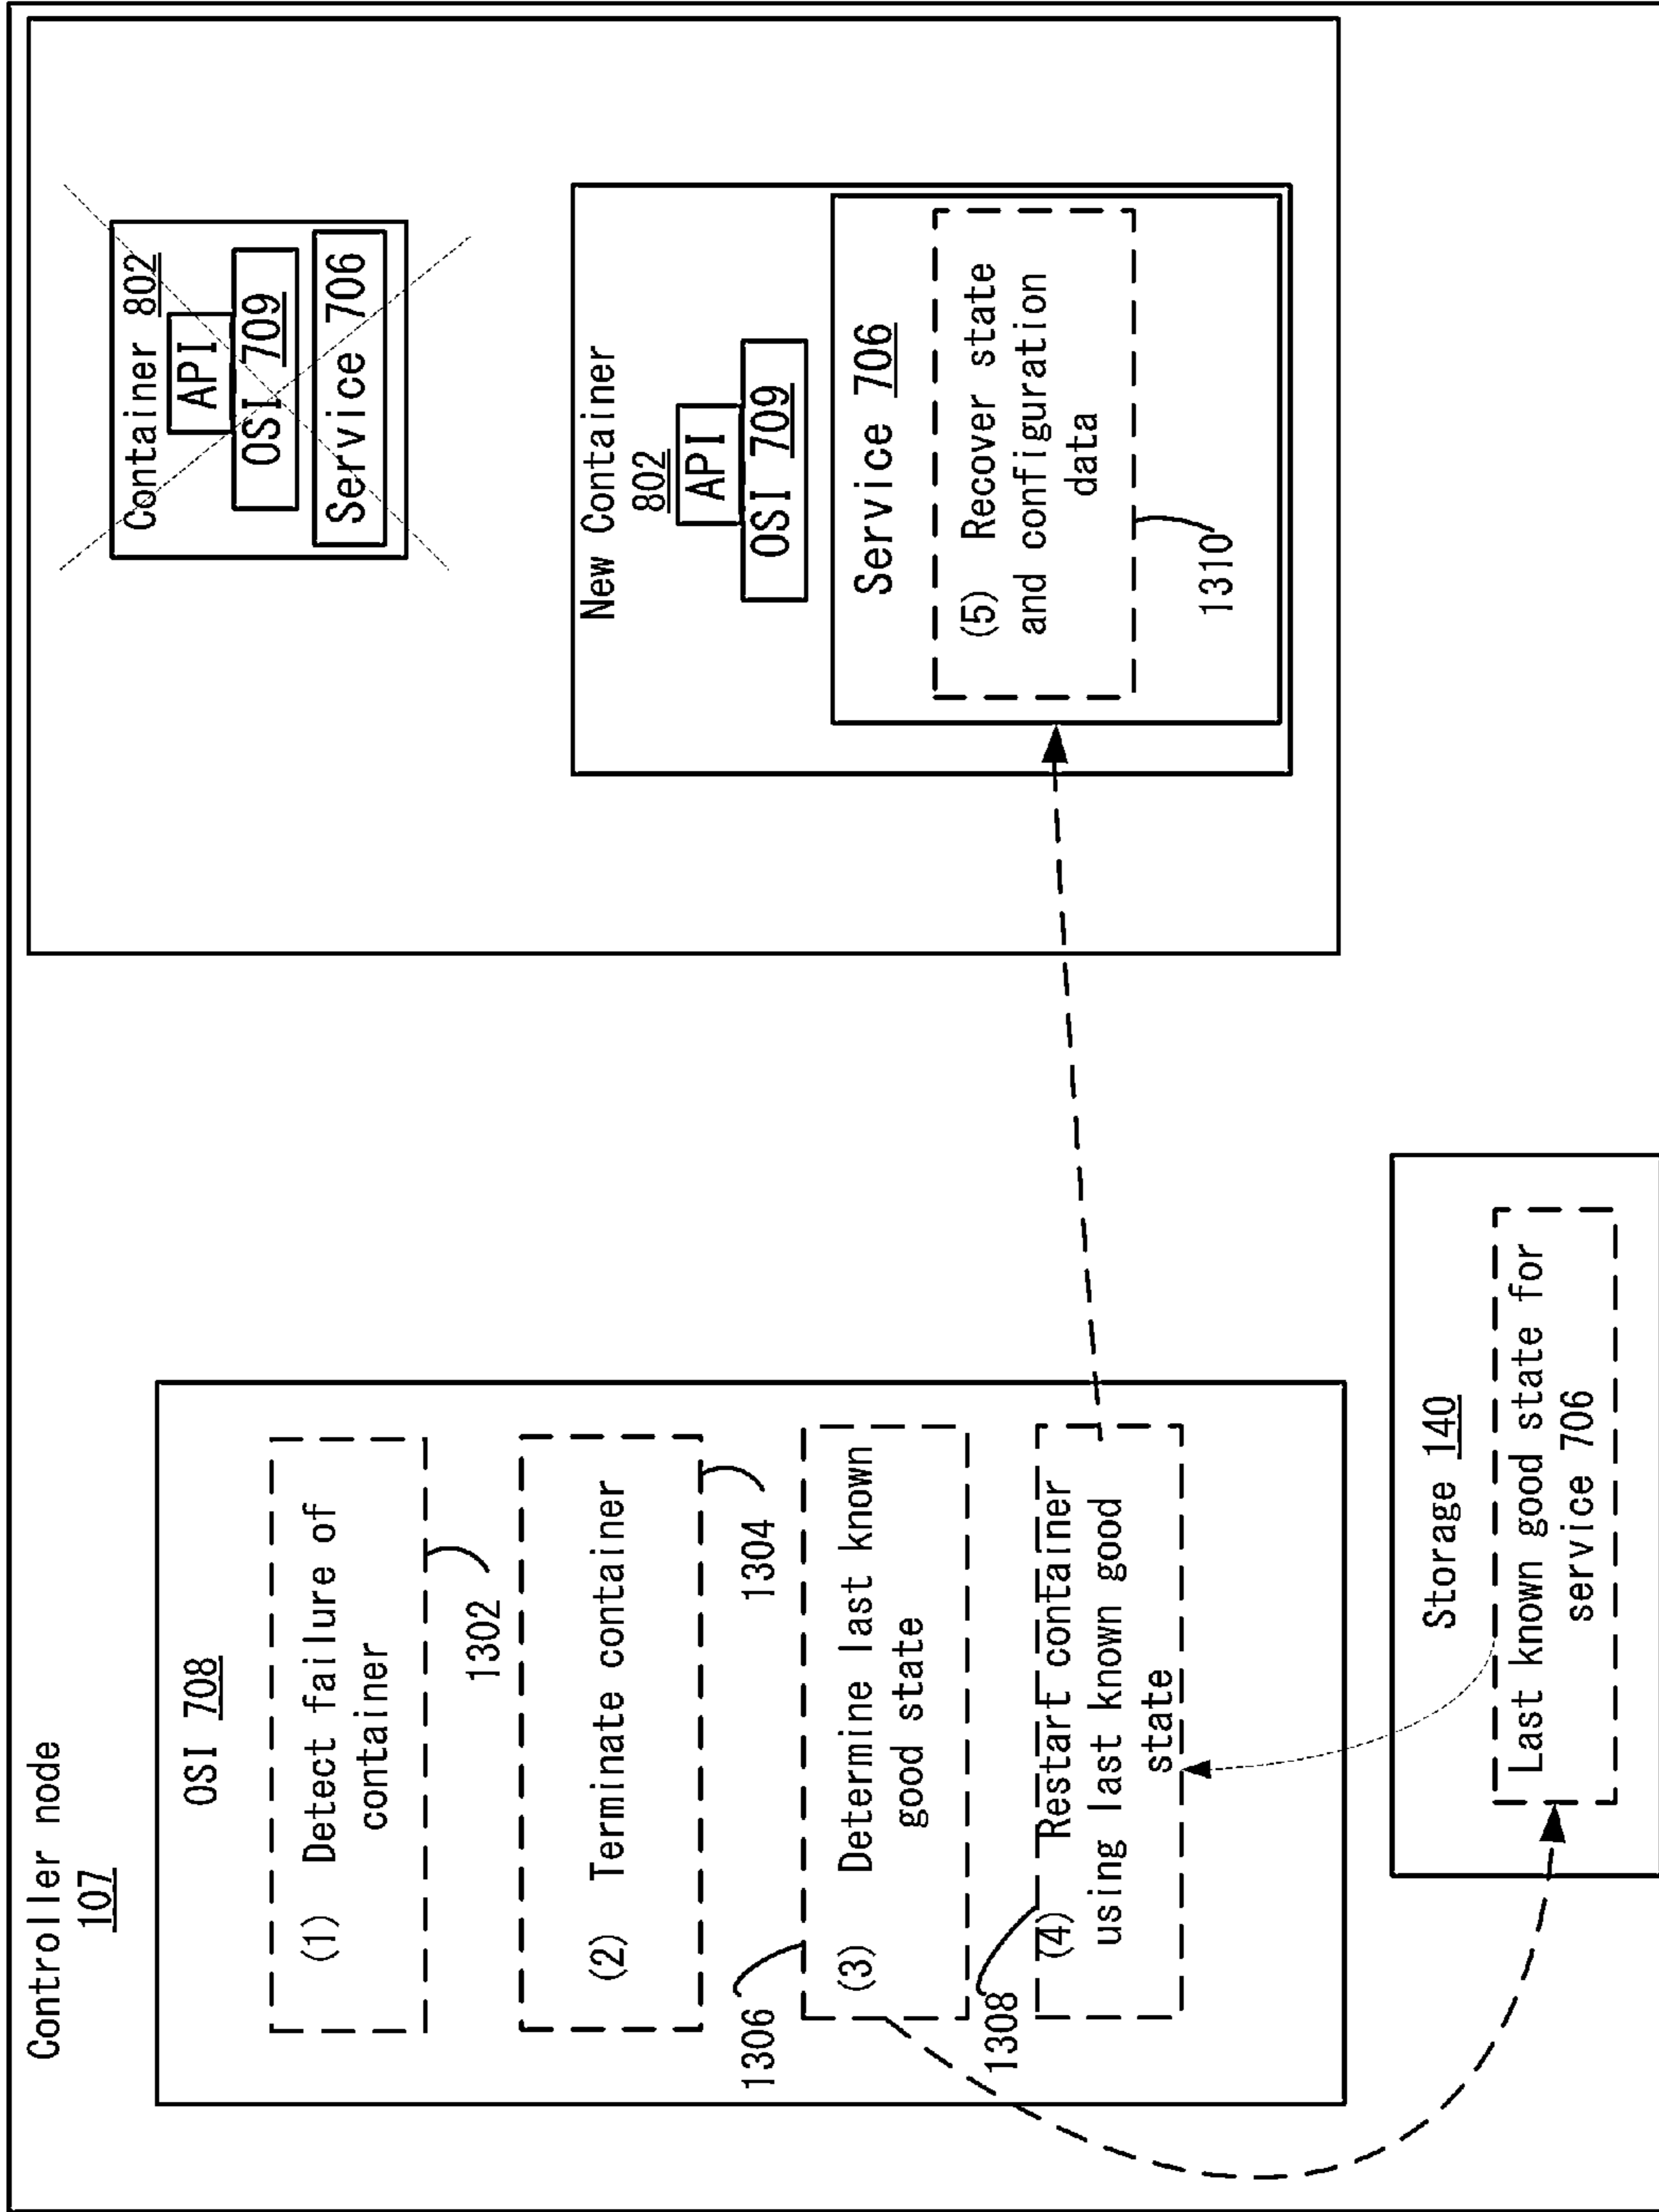 Controller node
107
OSI 708
(1) Detect failure of
container
1302
(2) Terminate container
1304
1306
(3) Determine last known
good state
1308
(4) Restart container
using last known good
state
Storage 140
Last known good state for
service 706
Container 802
API
OSI 709
Service 706
New Container
802
API
OSI 709
Service 706
(5) Recover state
and configuration
data
1310